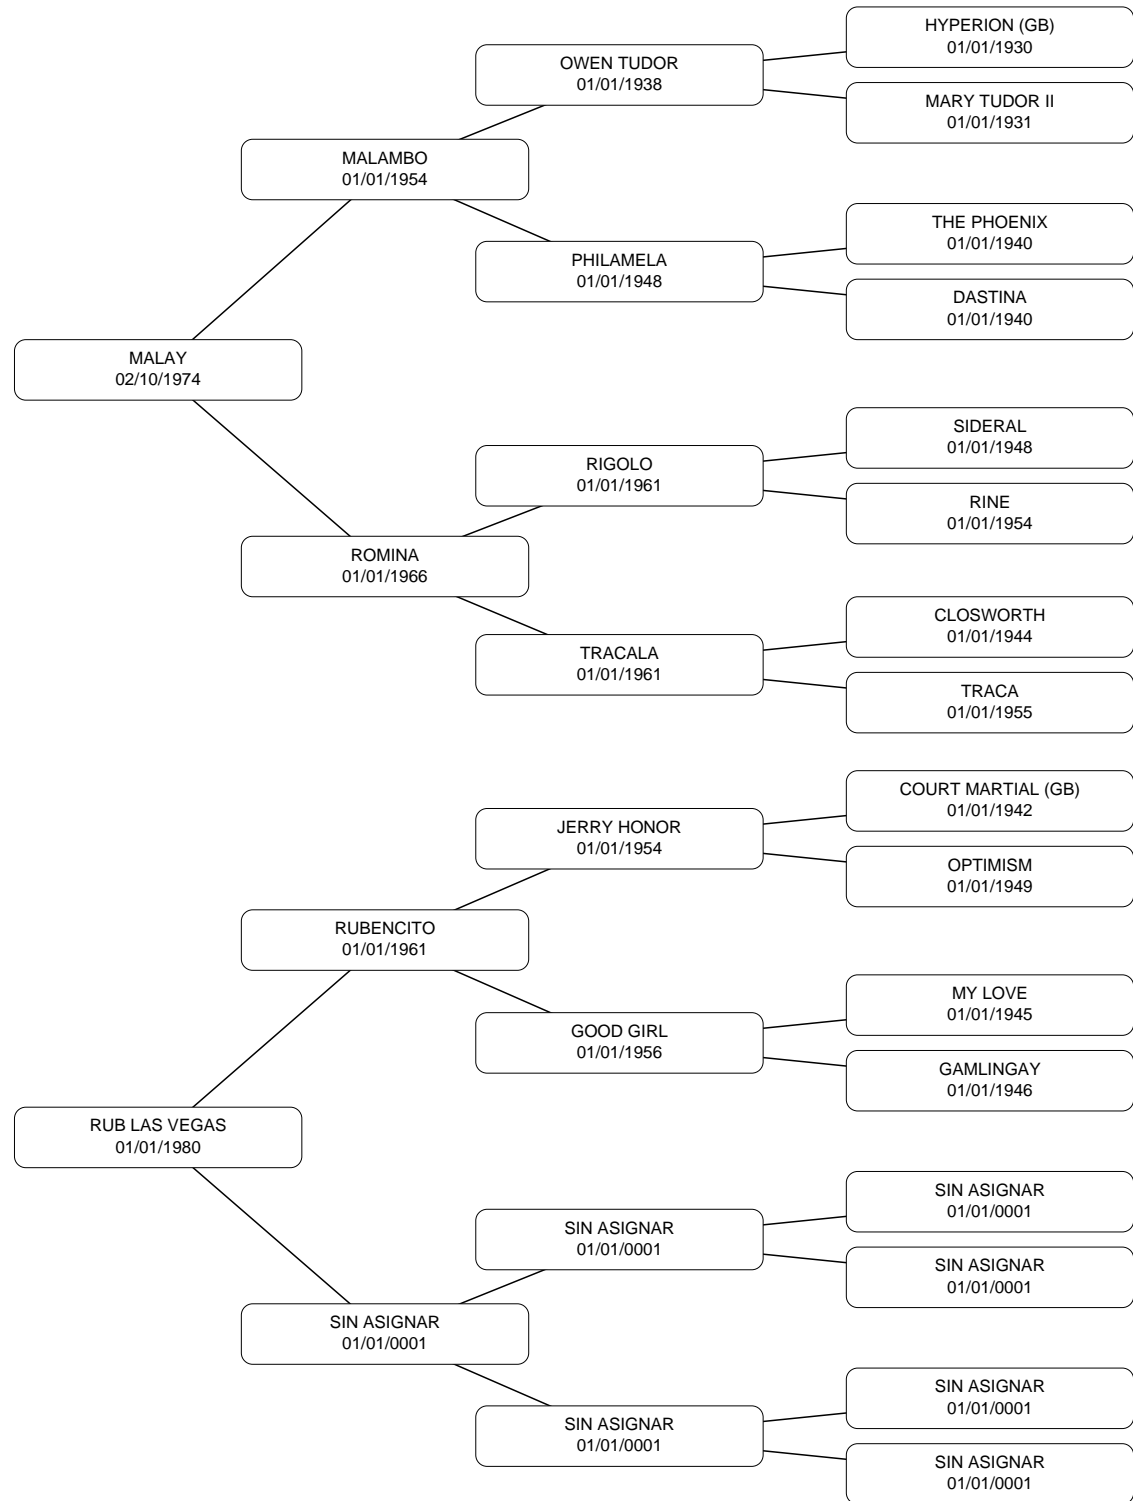 HYPERION (GB)
01/01/1930
OWEN TUDOR
01/01/1938
MARY TUDOR II
01/01/1931
MALAMBO
01/01/1954
THE PHOENIX
01/01/1940
PHILAMELA
01/01/1948
DASTINA
01/01/1940
MALAY
02/10/1974
SIDERAL
01/01/1948
RIGOLO
01/01/1961
RINE
01/01/1954
ROMINA
01/01/1966
CLOSWORTH
01/01/1944
TRACALA
01/01/1961
TRACA
01/01/1955
COURT MARTIAL (GB)
01/01/1942
JERRY HONOR
01/01/1954
OPTIMISM
01/01/1949
RUBENCITO
01/01/1961
MY LOVE
01/01/1945
GOOD GIRL
01/01/1956
GAMLINGAY
01/01/1946
RUB LAS VEGAS
01/01/1980
SIN ASIGNAR
01/01/0001
SIN ASIGNAR
01/01/0001
SIN ASIGNAR
01/01/0001
SIN ASIGNAR
01/01/0001
SIN ASIGNAR
01/01/0001
SIN ASIGNAR
01/01/0001
SIN ASIGNAR
01/01/0001